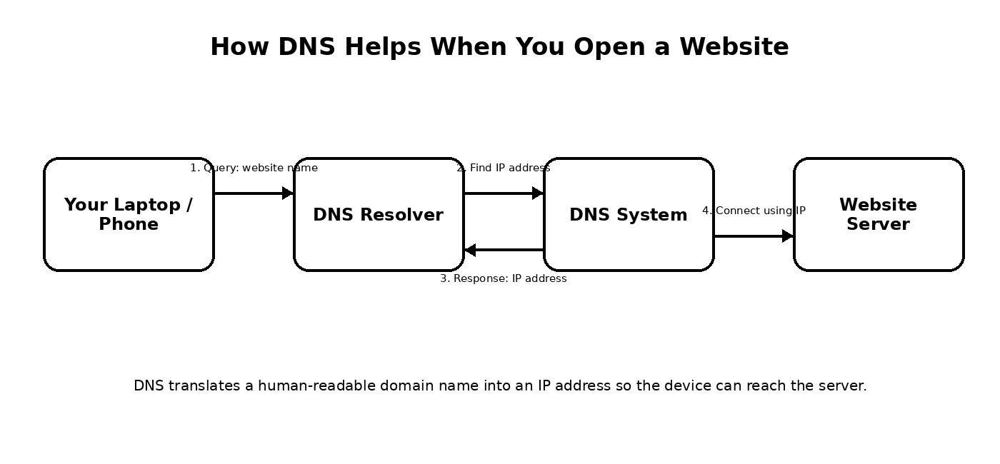 How DNS Helps When You Open a Website
1. Query: website name
2. Find IP address
Your Laptop /
Phone
DNS Resolver
DNS System
4. Connect using IP
Website
Server
3. Response: IP address
DNS translates a human-readable domain name into an IP address so the device can reach the server.